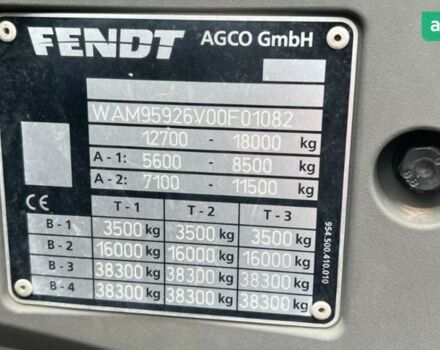 FENDT AGCO GmbH
WAM95926V00F01082
12700 - 18000 kg
A - 1: 5600 - 8500 kg
A - 2: 7100 - 11500 kg
CE T - 1 T - 2 T - 3
B - 1 3500 kg 3500 kg 3500 kg
B - 2 16000 kg 16000 kg 16000 kg
B - 3 38300 kg 38300 kg 38300 kg
B - 4 38300 kg 38300 kg 38300 kg
954.500.410.010
a